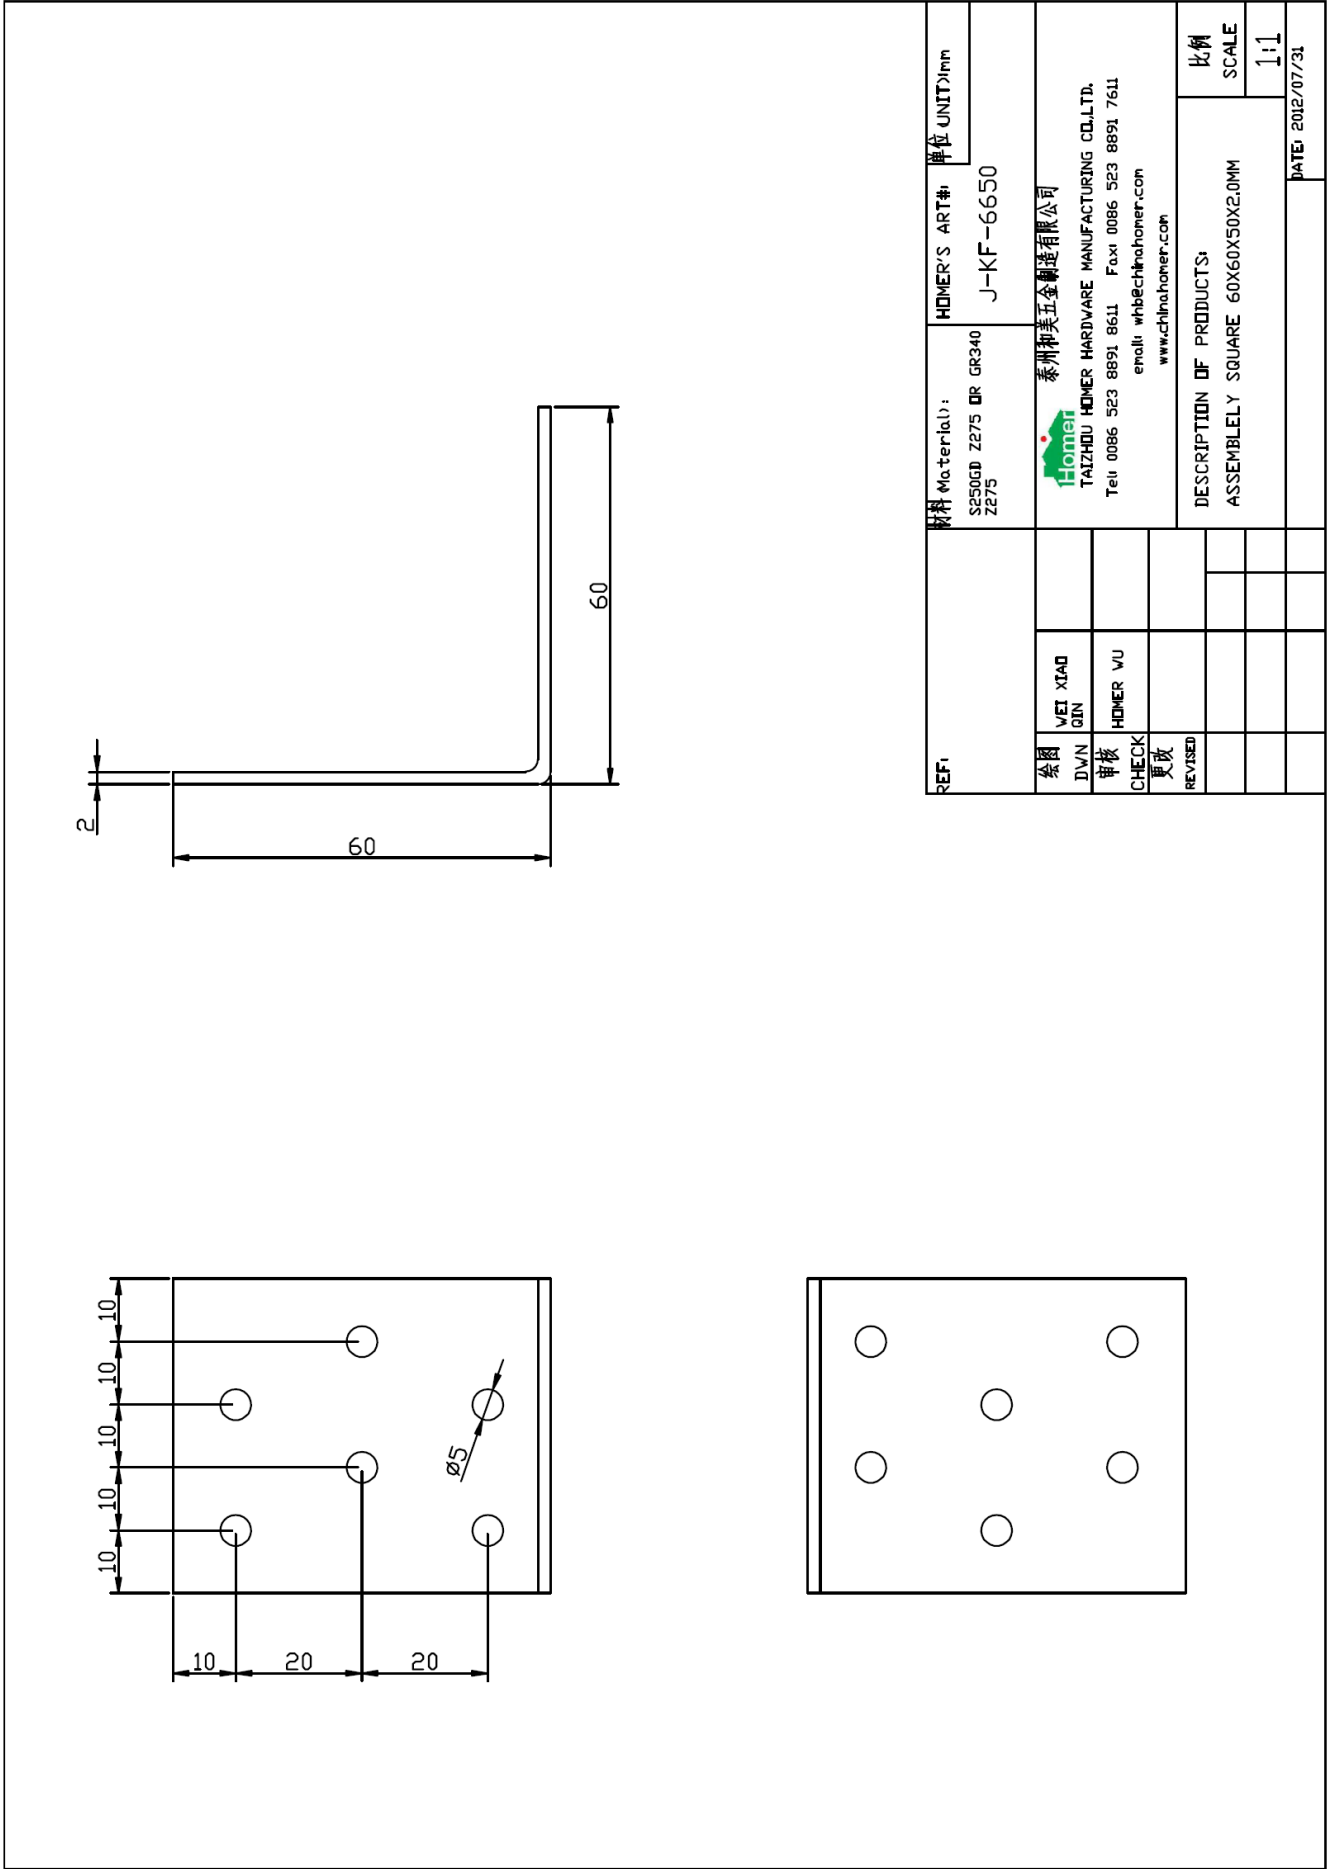 2
60
60
10
10
10
10
10
10
20
20
ø5
REF:
材料(Material):
S250GD Z275 OR GR340
Z275
HOMER'S ART#:
J-KF-6650
单位(UNIT):mm
绘图
DWN
WEI XIAO
QIN
审核
CHECK
HOMER WU
更改
REVISED
Homer
泰州和美五金制造有限公司
TAIZHOU HOMER HARDWARE MANUFACTURING CO.,LTD.
Tel: 0086 523 8891 8611 Fax: 0086 523 8891 7611
email: whb@chinahomer.com
www.chinahomer.com
DESCRIPTION OF PRODUCTS:
ASSEMBLELY SQUARE 60X60X50X2.0MM
比例
SCALE
1:1
DATE: 2012/07/31